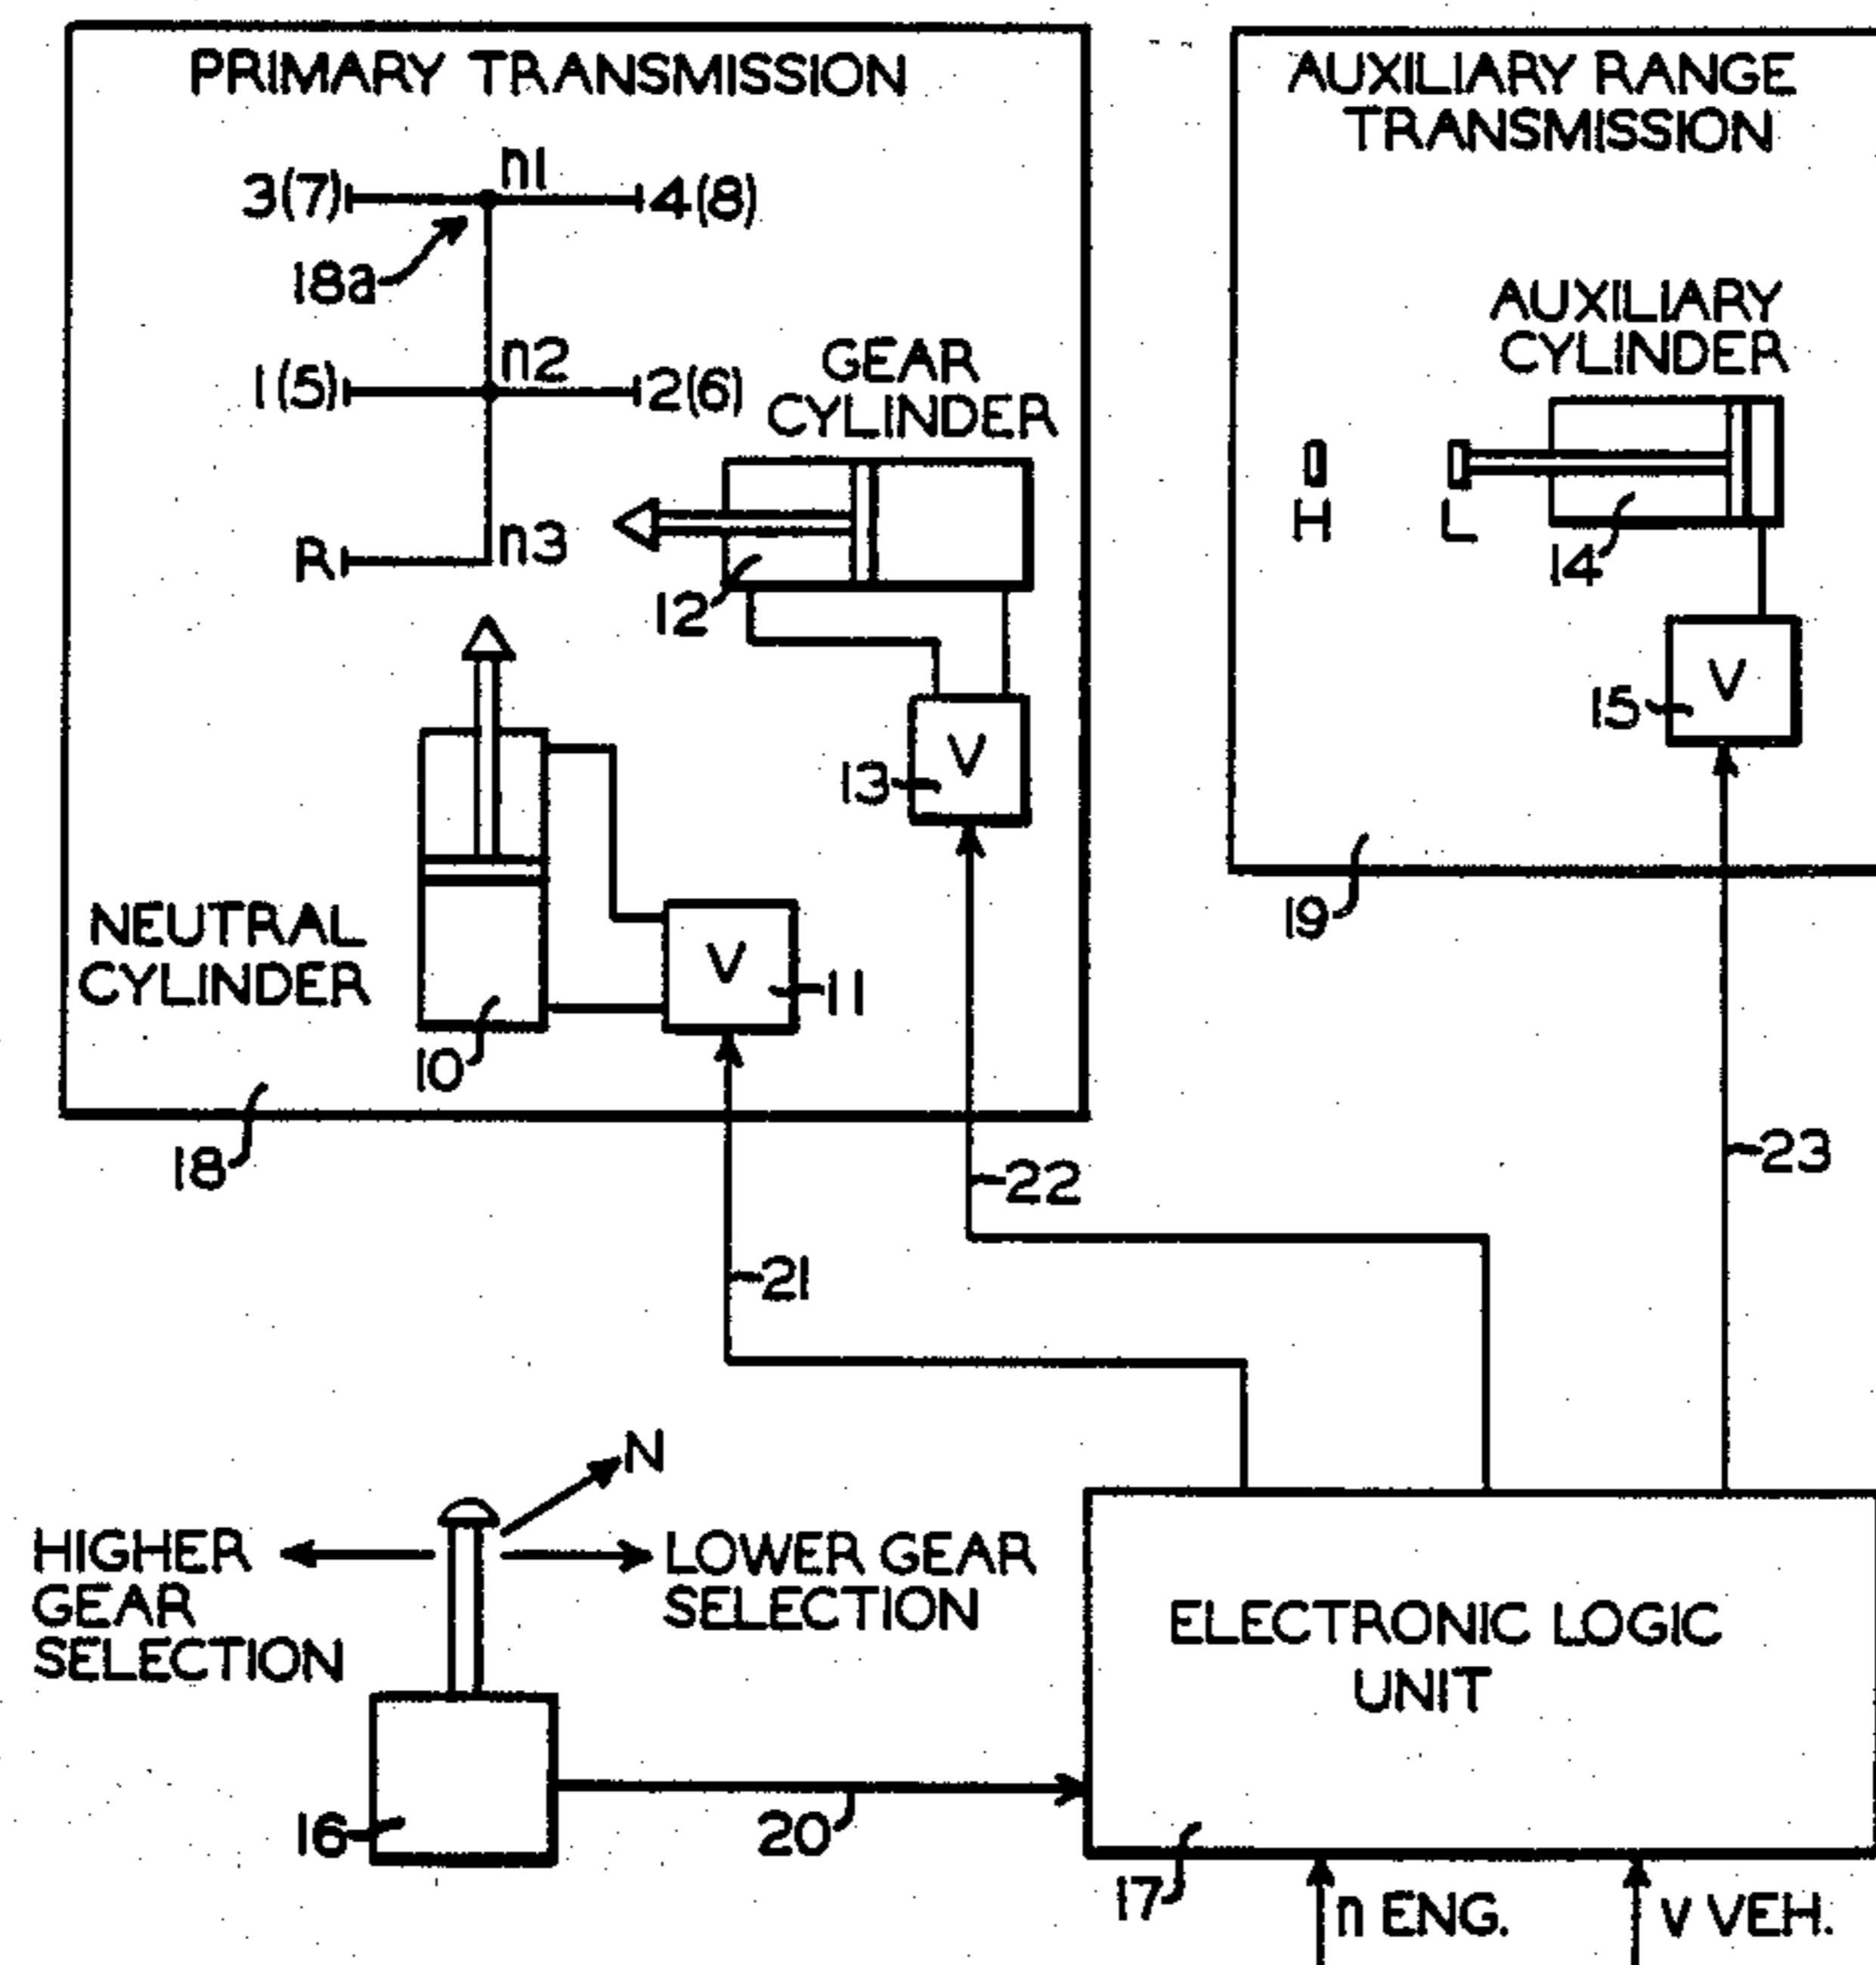 PRIMARY TRANSMISSION
n1
3(7)
4(8)
18a
n2
1(5)
2(6)
GEAR
CYLINDER
R
n3
12
V
13
NEUTRAL
CYLINDER
V
11
10
18
AUXILIARY RANGE
TRANSMISSION
AUXILIARY
CYLINDER
H
L
14
V
15
19
22
23
21
N
HIGHER
GEAR
SELECTION
LOWER GEAR
SELECTION
ELECTRONIC LOGIC
UNIT
16
20
17
n ENG.
v VEH.